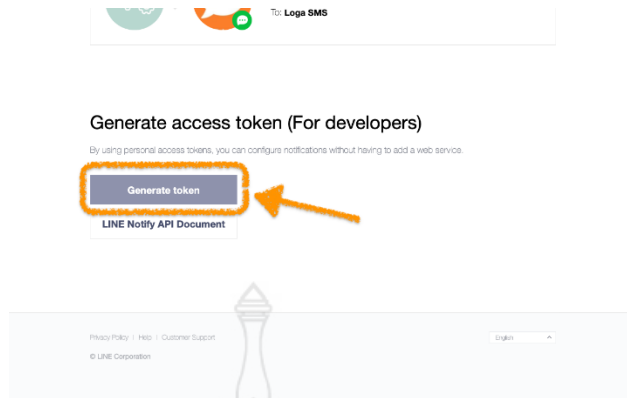 To: Loga SMS
Generate access token (For developers)
By using personal access tokens, you can configure notifications without having to add a web service.
Generate token
LINE Notify API Document
Privacy Policy | Help | Customer Support
English
© LINE Corporation